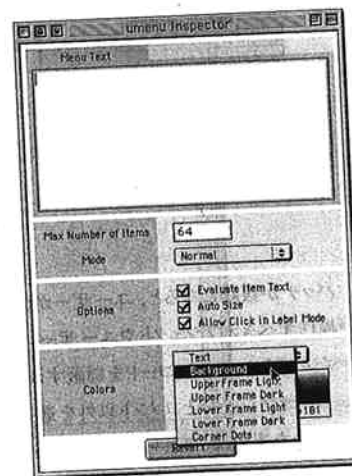 umenu Inspector
Menu Text
Max Number of Items
64
Mode
Normal
Options
Evaluate Item Text
Auto Size
Allow Click in Label Mode
Colors
Text
Background
Upper Frame Light
Upper Frame Dark
Lower Frame Light
Lower Frame Dark
Corner Dots
Revert